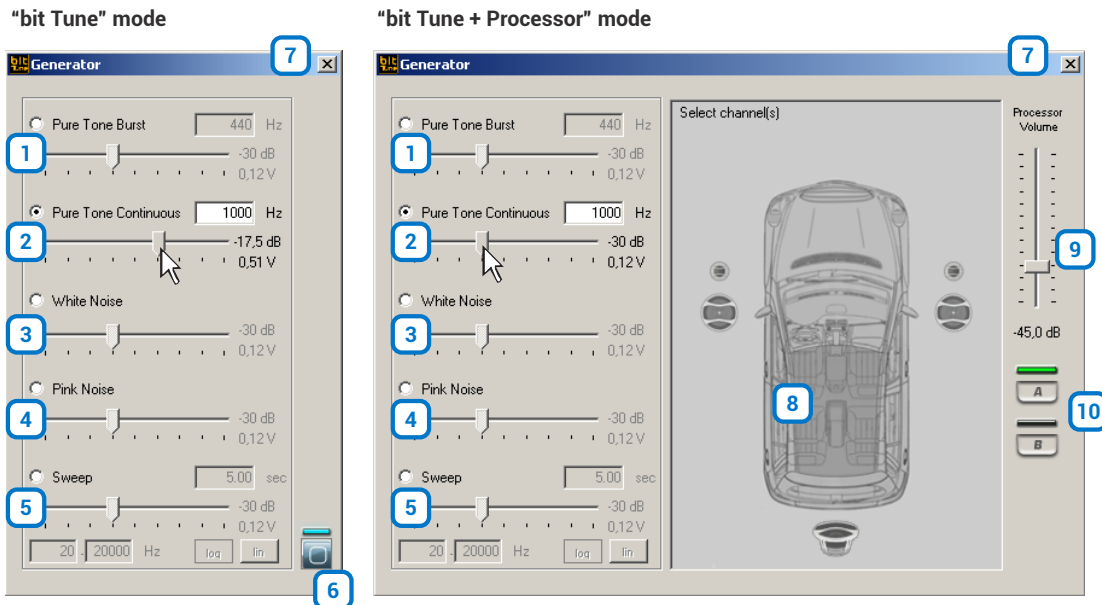 “bit Tune” mode
bit Tune Generator
7
Pure Tone Burst 440 Hz
1
-30 dB
0,12 V
Pure Tone Continuous 1000 Hz
2
-17,5 dB
0,51 V
White Noise
3
-30 dB
0,12 V
Pink Noise
4
-30 dB
0,12 V
Sweep 5.00 sec
5
-30 dB
0,12 V
20 - 20000 Hz log lin
6
“bit Tune + Processor” mode
bit Tune Generator
7
Pure Tone Burst 440 Hz
1
-30 dB
0,12 V
Pure Tone Continuous 1000 Hz
2
-30 dB
0,12 V
White Noise
3
-30 dB
0,12 V
Pink Noise
4
-30 dB
0,12 V
Sweep 5.00 sec
5
-30 dB
0,12 V
20 - 20000 Hz log lin
Select channel(s)
8
Processor
Volume
9
-45,0 dB
A
10
B